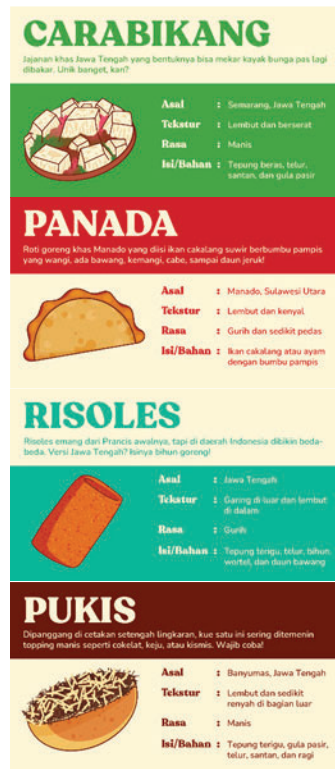 CARABIKANG
Jajanan khas Jawa Tengah yang bentuknya bisa mekar kayak bunga pas lagi
dibakar. Unik banget, kan?
Asal : Semarang, Jawa Tengah
Tekstur : Lembut dan berserat
Rasa : Manis
Isi/Bahan : Tepung beras, telur,
santan, dan gula pasir
PANADA
Roti goreng khas Manado yang diisi ikan cakalang suwir berbumbu pampis
yang wangi, ada bawang, kemangi, cabe, sampai daun jeruk!
Asal : Manado, Sulawesi Utara
Tekstur : Lembut dan kenyal
Rasa : Gurih dan sedikit pedas
Isi/Bahan : Ikan cakalang atau ayam
dengan bumbu pampis
RISOLES
Risoles emang dari Prancis awalnya, tapi di daerah Indonesia dibikin beda-
beda. Versi Jawa Tengah? Isinya bihun goreng!
Asal : Jawa Tengah
Tekstur : Garing di luar dan lembut
di dalam
Rasa : Gurih
Isi/Bahan : Tepung terigu, telur, bihun,
wortel, dan daun bawang
PUKIS
Dipanggang di cetakan setengah lingkaran, kue satu ini sering ditemenin
topping manis seperti cokelat, keju, atau kismis. Wajib coba!
Asal : Banyumas, Jawa Tengah
Tekstur : Lembut dan sedikit
renyah di bagian luar
Rasa : Manis
Isi/Bahan : Tepung terigu, gula pasir,
telur, santan, dan ragi